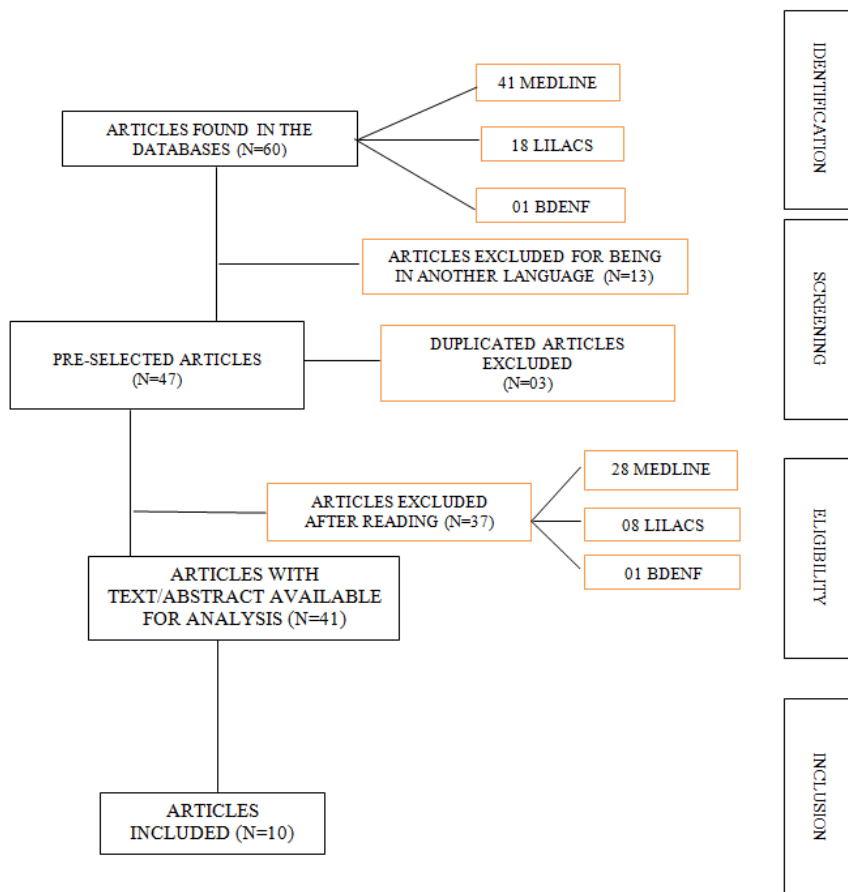 IDENTIFICATION
41 MEDLINE
ARTICLES FOUND IN THE
DATABASES (N=60)
18 LILACS
01 BDENF
SCREENING
ARTICLES EXCLUDED FOR BEING
IN ANOTHER LANGUAGE (N=13)
PRE-SELECTED ARTICLES
(N=47)
DUPLICATED ARTICLES
EXCLUDED
(N=03)
ELIGIBILITY
28 MEDLINE
ARTICLES EXCLUDED
AFTER READING (N=37)
08 LILACS
01 BDENF
ARTICLES WITH
TEXT/ABSTRACT AVAILABLE
FOR ANALYSIS (N=41)
INCLUSION
ARTICLES
INCLUDED (N=10)